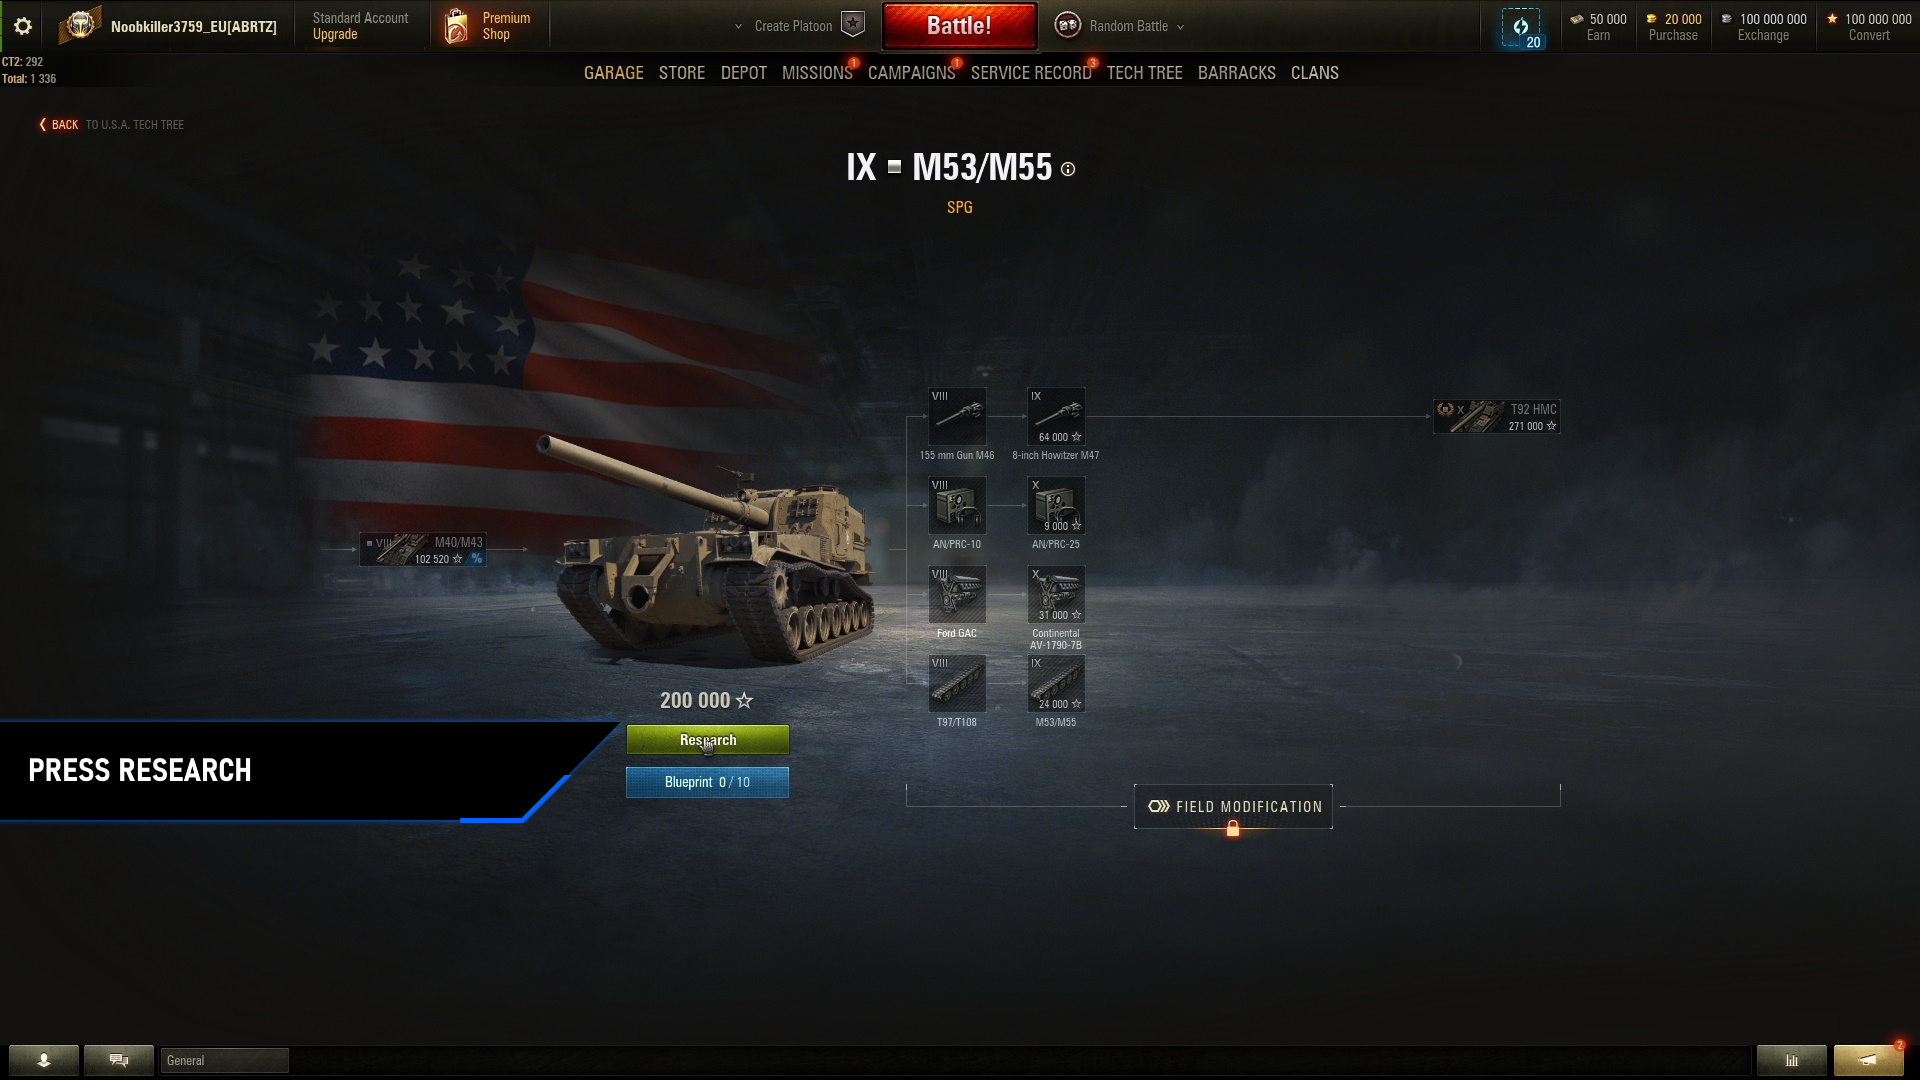 Noobkiller3759_EU[ABRTZ]
Standard Account
Upgrade
Premium
Shop
Create Platoon
Battle!
Random Battle
20
50 000
Earn
20 000
Purchase
100 000 000
Exchange
100 000 000
Convert
CT2: 292
Total: 1 336
GARAGE STORE DEPOT MISSIONS 1 CAMPAIGNS 1 SERVICE RECORD 3 TECH TREE BARRACKS CLANS
BACK TO U.S.A. TECH TREE
IX M53/M55
SPG
VIII
155 mm Gun M46
IX
64 000
8-inch Howitzer M47
X T92 HMC
271 000
VIII
AN/PRC-10
X
9 000
AN/PRC-25
VIII M40/M43
102 520 %
VIII
Ford GAC
X
31 000
Continental
AV-1790-7B
VIII
T97/T108
IX
24 000
M53/M55
200 000
Research
Blueprint 0 / 10
PRESS RESEARCH
FIELD MODIFICATION
General
2